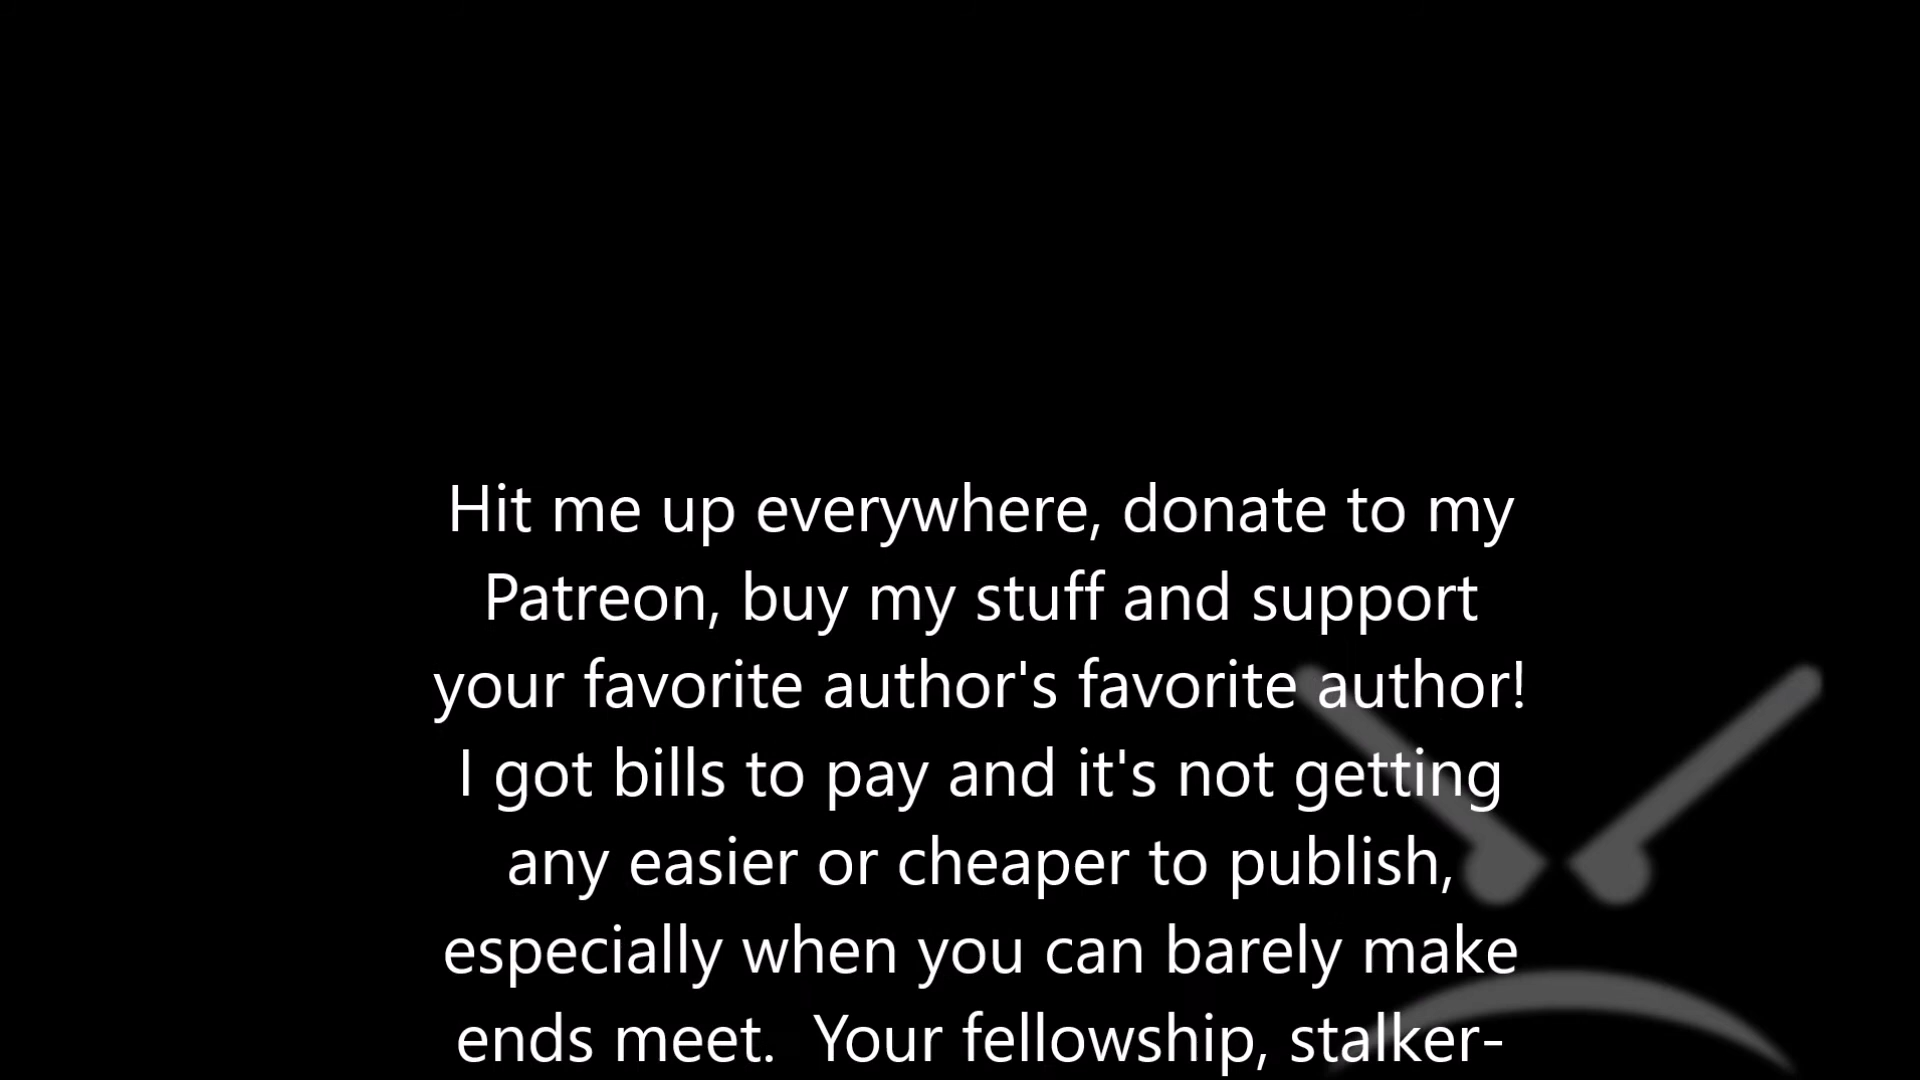 Hit me up everywhere, donate to my
Patreon, buy my stuff and support
your favorite author's favorite author!
I got bills to pay and it's not getting
any easier or cheaper to publish,
especially when you can barely make
ends meet.  Your fellowship, stalker-